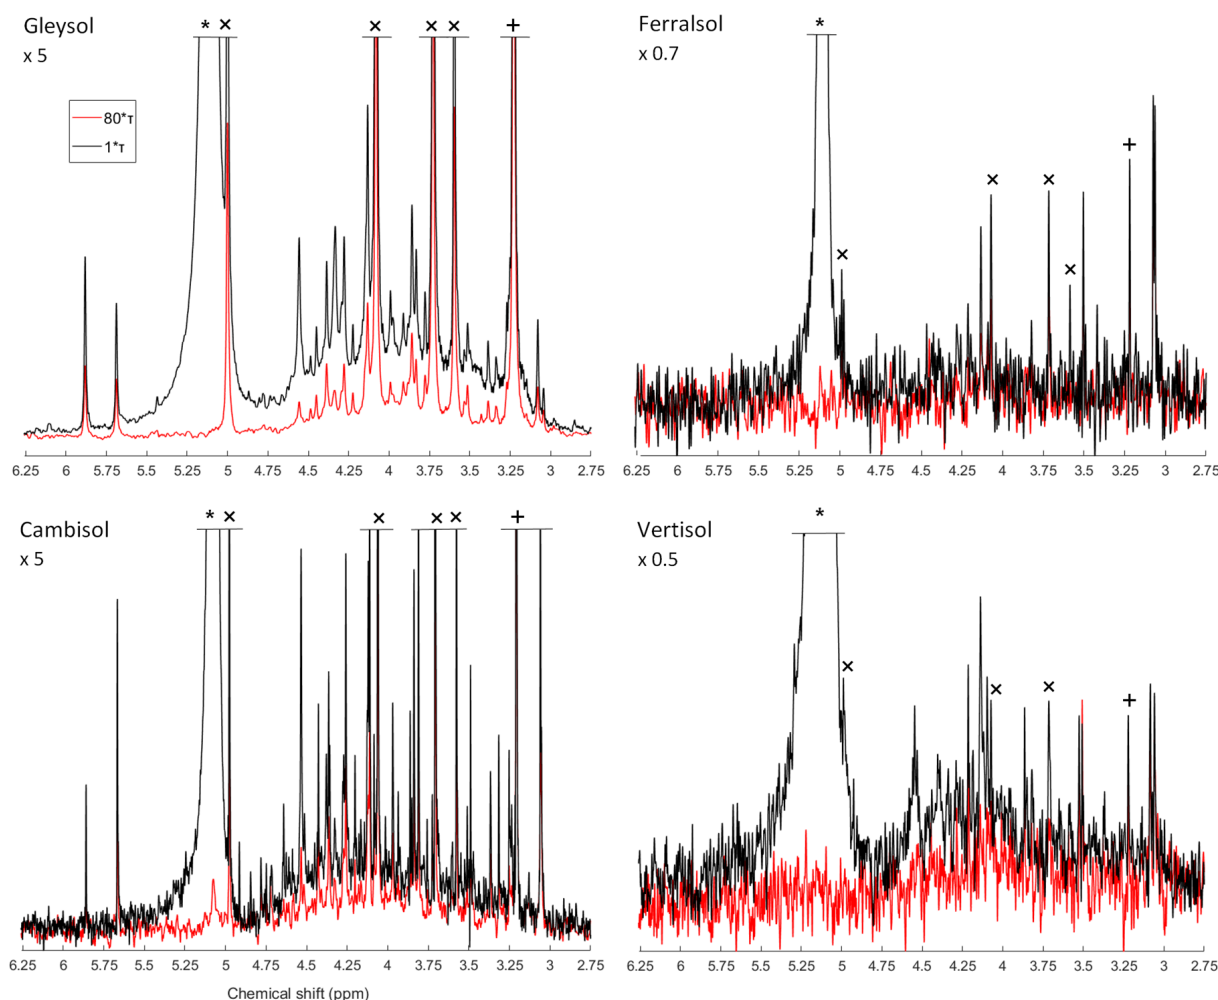 Gleysol
x 5
* × × × × +
80*τ
1*τ
6.25 6 5.75 5.5 5.25 5 4.75 4.5 4.25 4 3.75 3.5 3.25 3 2.75
Ferralsol
x 0.7
* × × × × +
6.25 6 5.75 5.5 5.25 5 4.75 4.5 4.25 4 3.75 3.5 3.25 3 2.75
Cambisol
x 5
* × × × × +
6.25 6 5.75 5.5 5.25 5 4.75 4.5 4.25 4 3.75 3.5 3.25 3 2.75
Chemical shift (ppm)
Vertisol
x 0.5
* × × × +
6.25 6 5.75 5.5 5.25 5 4.75 4.5 4.25 4 3.75 3.5 3.25 3 2.75